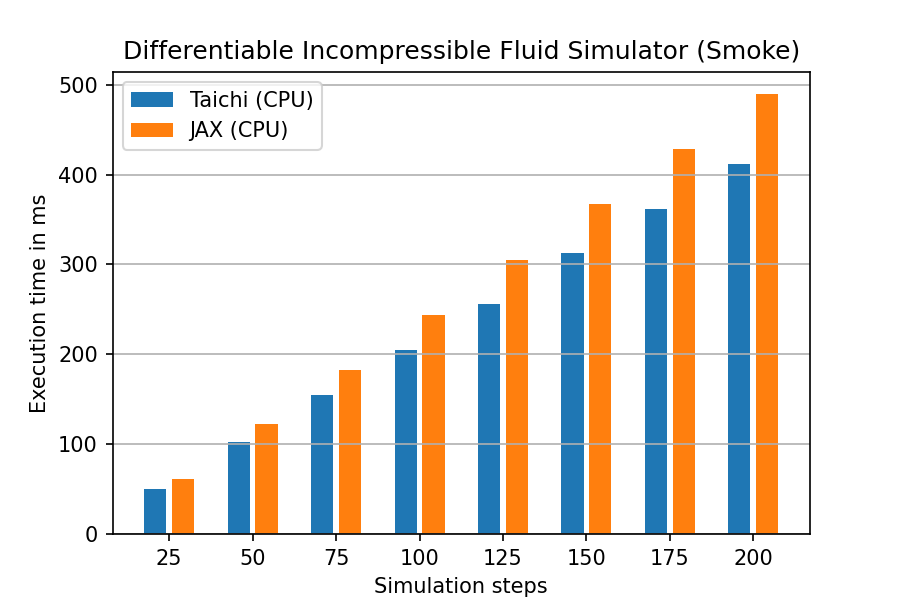 Differentiable Incompressible Fluid Simulator (Smoke)
Taichi (CPU)
JAX (CPU)
Execution time in ms
500
400
300
200
100
0
25 50 75 100 125 150 175 200
Simulation steps